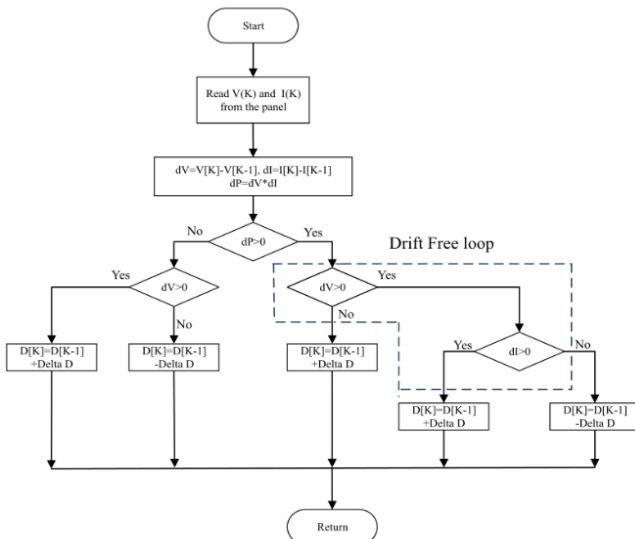 Start
Read V(K) and I(K)
from the panel
dV=V[K]-V[K-1], dI=I[K]-I[K-1]
dP=dV*dI
No
dP>0
Yes
Drift Free loop
Yes
dV>0
No
dV>0
Yes
No
D[K]=D[K-1]
+Delta D
D[K]=D[K-1]
-Delta D
D[K]=D[K-1]
+Delta D
Yes
dI>0
No
D[K]=D[K-1]
+Delta D
D[K]=D[K-1]
-Delta D
Return